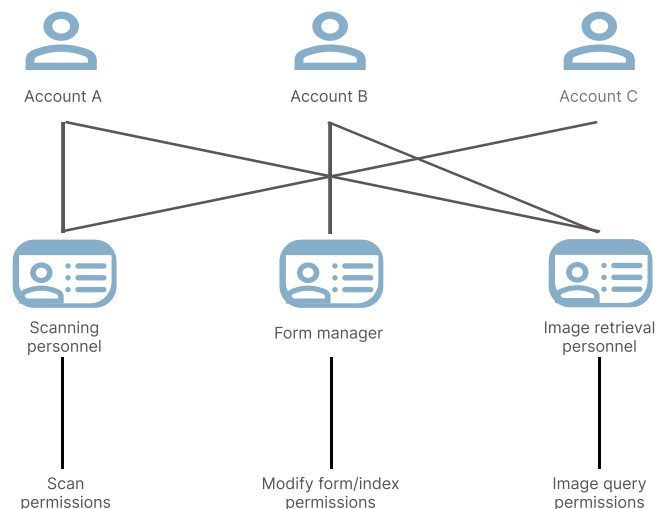 Account A
Account B
Account C
Scanning
personnel
Form manager
Image retrieval
personnel
Scan
permissions
Modify form/index
permissions
Image query
permissions